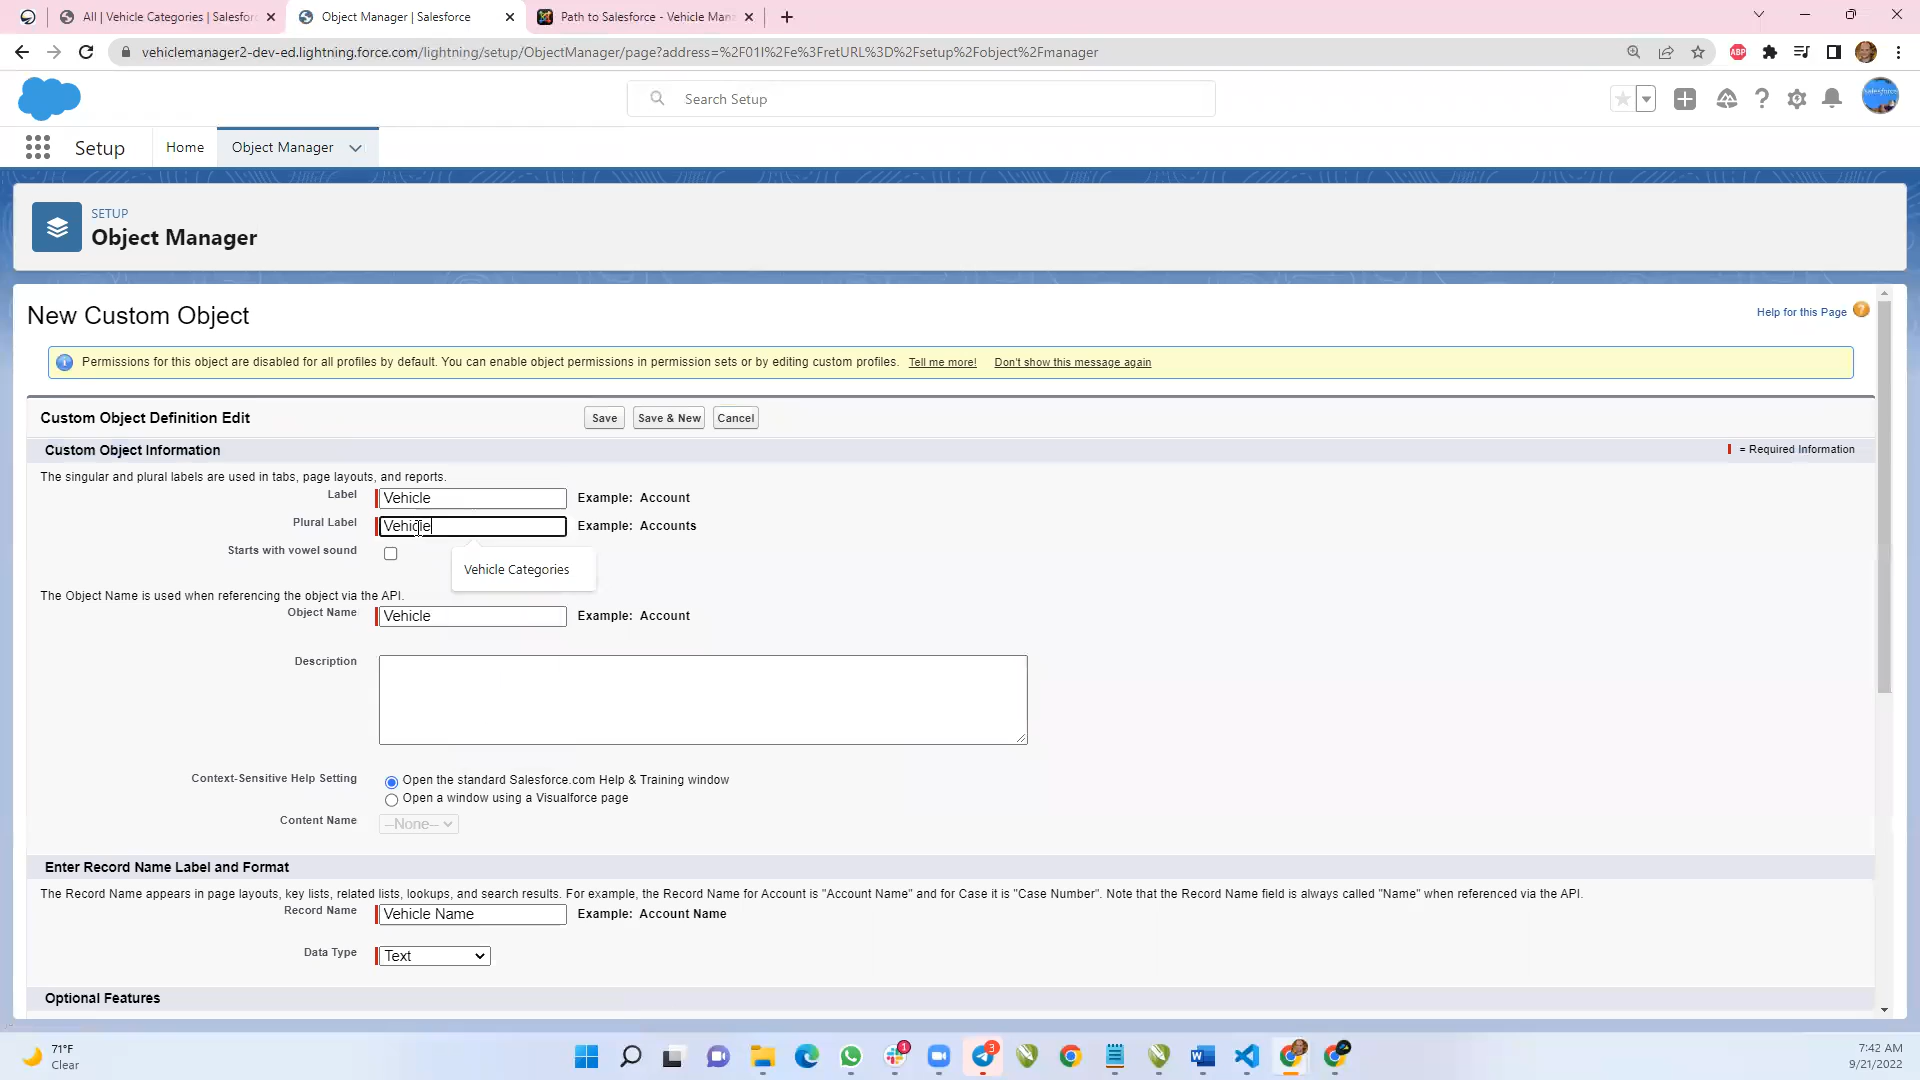 All | Vehicle Categories | Salesfor
Object Manager | Salesforce
Path to Salesforce - Vehicle Man
vehiclemanager2-dev-ed.lightning.force.com/lightning/setup/ObjectManager/page?address=%2F01I%2Fe%3FretURL%3D%2Fsetup%2Fobject%2Fmanager
ABP
Search Setup
salesforce
Setup
Home
Object Manager
SETUP
Object Manager
New Custom Object
Help for this Page
?
i Permissions for this object are disabled for all profiles by default. You can enable object permissions in permission sets or by editing custom profiles. Tell me more! Don't show this message again
Custom Object Definition Edit
Save
Save & New
Cancel
Custom Object Information
= Required Information
The singular and plural labels are used in tabs, page layouts, and reports.
Label Vehicle Example: Account
Plural Label Vehicle Example: Accounts
Starts with vowel sound
Vehicle Categories
The Object Name is used when referencing the object via the API.
Object Name Vehicle Example: Account
Description
Context-Sensitive Help Setting
Open the standard Salesforce.com Help & Training window
Open a window using a Visualforce page
Content Name --None--
Enter Record Name Label and Format
The Record Name appears in page layouts, key lists, related lists, lookups, and search results. For example, the Record Name for Account is "Account Name" and for Case it is "Case Number". Note that the Record Name field is always called "Name" when referenced via the API.
Record Name Vehicle Name Example: Account Name
Data Type Text
Optional Features
71°F
Clear
1
3
7:42 AM
9/21/2022